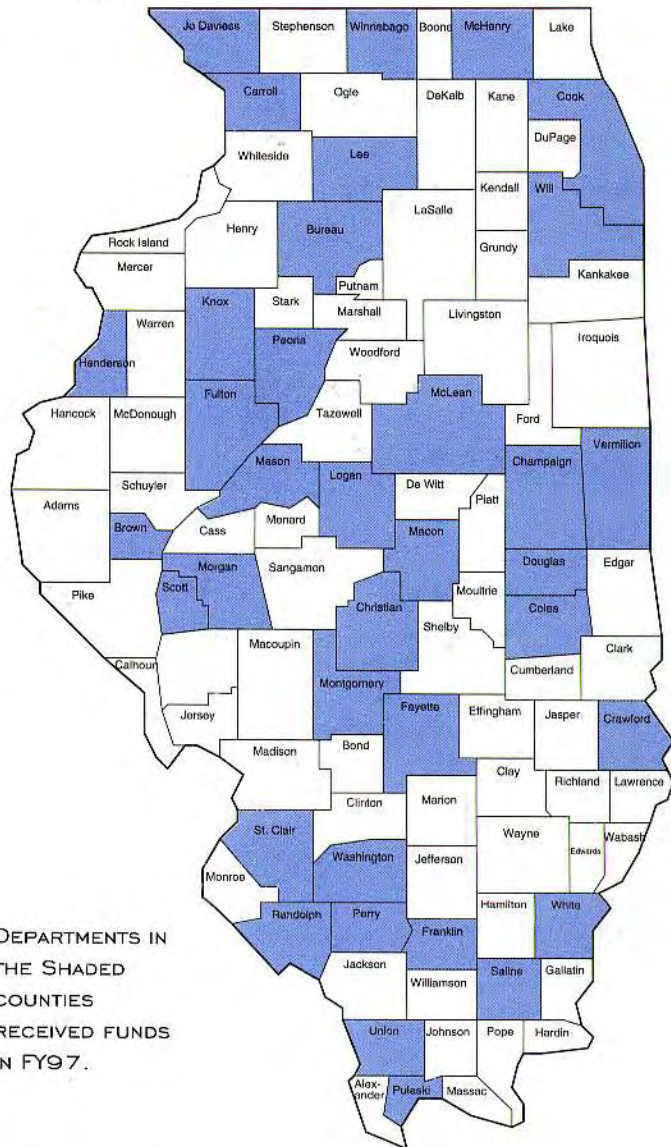 Jo Daviess Stephenson Winnebago Boone McHenry Lake
Carroll Ogle DeKalb Kane Cook
DuPage
Whiteside Lee
Kendall Will
LaSalle
Henry Bureau
Rock Island Grundy
Mercer Kankakee
Putnam
Knox Stark
Marshall Livingston
Warren Iroquois
Peoria
Woodford
Henderson
Fulton McLean
Hancock McDonough Tazewell Ford
Vermilion
Mason Logan Champaign
Schuyler De Witt
Adams Piatt
Menard
Brown Cass Macon
Morgan Douglas
Scott Sangamon Edgar
Pike Christian Moultrie
Coles
Shelby
Macoupin Clark
Calhoun Cumberland
Montgomery
Fayette Effingham Jasper Crawford
Jersey
Madison Bond
Clay Richland Lawrence
Clinton Marion
St. Clair
Wayne Wabash
Washington Edwards
Jefferson
Monroe
Hamilton White
Randolph Perry
Franklin
DEPARTMENTS IN
THE SHADED
COUNTIES
RECEIVED FUNDS
IN FY97.
Jackson Saline Gallatin
Williamson
Union Johnson Pope Hardin
Alex-
ander Pulaski Massac